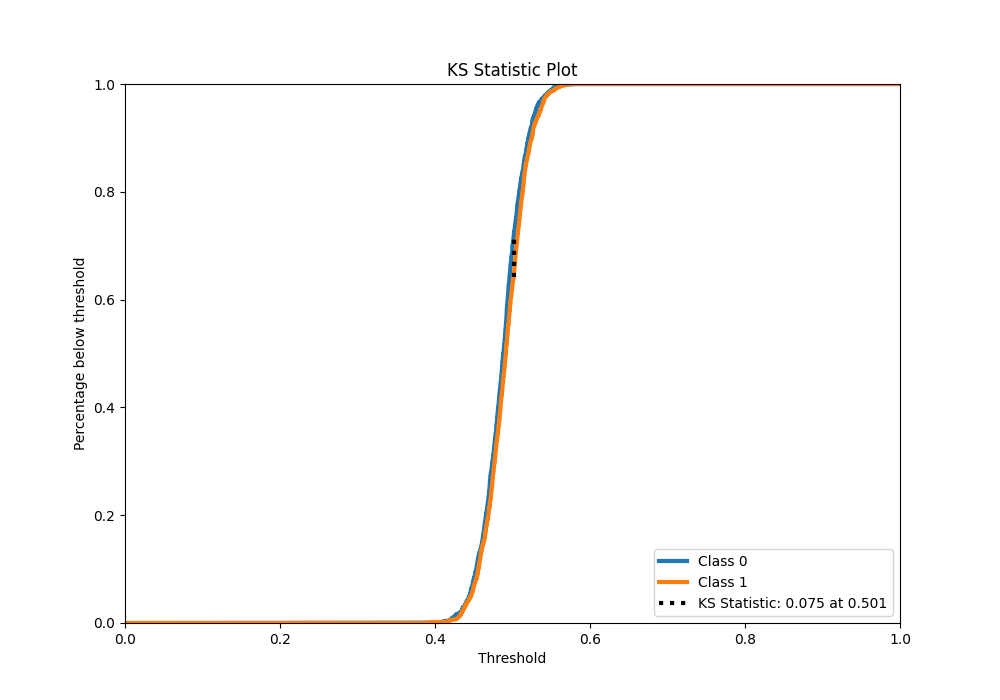 KS Statistic Plot
1.0
0.8
0.6
0.4
0.2
0.0
Percentage below threshold
0.0 0.2 0.4 0.6 0.8 1.0
Threshold
Class 0
Class 1
KS Statistic: 0.075 at 0.501